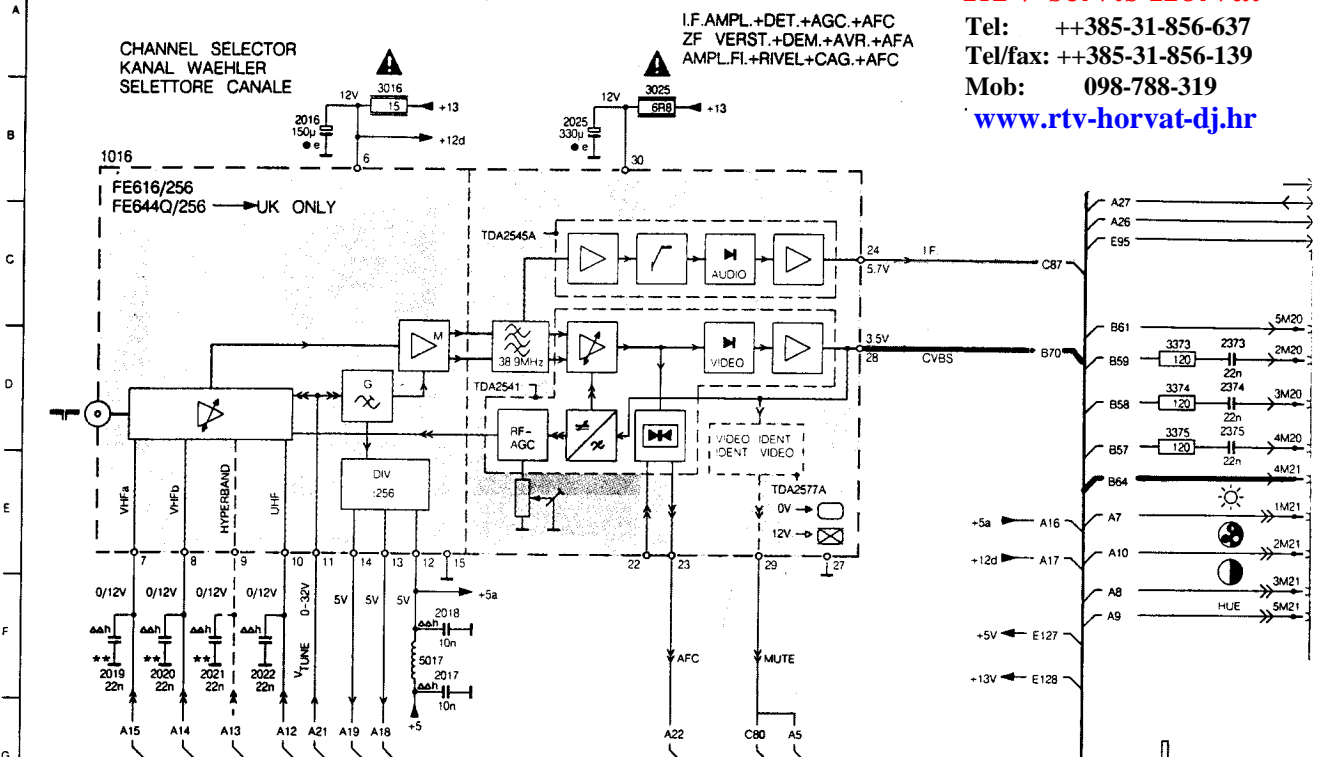 A
I.F.AMPL.+DET.+AGC.+AFC
ZF VERST.+DEM.+AVR.+AFA
AMPL.FI.+RIVEL+CAG.+AFC
Tel: ++385-31-856-637
Tel/fax: ++385-31-856-139
Mob: 098-788-319
www.rtv-horvat-dj.hr
CHANNEL SELECTOR
KANAL WAEHLER
SELETTORE CANALE
12V
3016
15
+13
2016
150µ
e
+12d
6
12V
3025
6R8
+13
2025
330µ
e
30
B
1016
FE616/256
FE644Q/256 UK ONLY
C
TDA2545A
AUDIO
24
5.7V
I F
C87
A27
A26
E95
D
M
38.9MHz
VIDEO
3.5V
28
CVBS
B70
B61
5M20
B59
3373
120
2373
22n
2M20
B58
3374
120
2374
22n
3M20
B57
3375
120
2375
22n
4M20
G
TDA2541
RF-
AGC
VIDEO IDENT
IDENT VIDEO
TDA2577A
0V
12V
DIV
:256
E
VHFa
VHFb
HYPERBAND
UHF
B64
4M21
+5a
A16
A7
1M21
+12d
A17
A10
2M21
A8
3M21
HUE
A9
5M21
+5V
E127
+13V
E128
7
8
9
10
11
14
13
12
15
22
23
29
27
F
0/12V
0/12V
0/12V
0/12V
0-32V
5V
5V
5V
+5a
h
**
2019
22n
h
**
2020
22n
h
**
2021
22n
h
2022
22n
VTUNE
2018
h
10n
5017
2017
h
10n
+5
AFC
MUTE
A15
A14
A13
A12
A21
A19
A18
A22
C80
A5
G